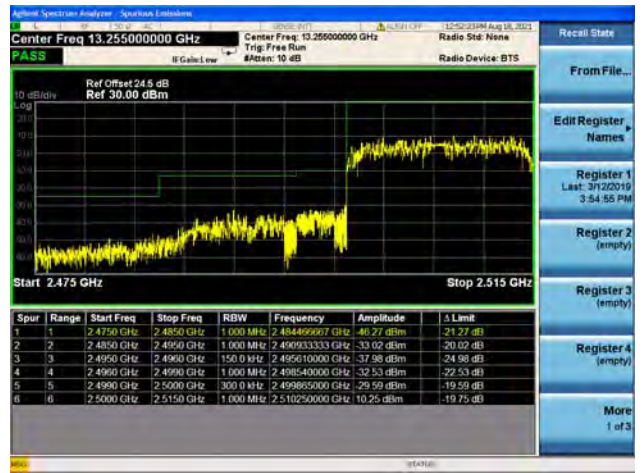 Agilent Spectrum Analyzer - Spurious Emissions
L RF 50 Ω AC SENSE:INT ALIGN OFF 12:52:23PM Aug 18, 2021
Center Freq 13.255000000 GHz
Center Freq: 13.255000000 GHz
Radio Std: None
Trig: Free Run
PASS
IFGain:Low
#Atten: 10 dB
Radio Device: BTS
Ref Offset 24.5 dB
10 dB/div Ref 30.00 dBm
Log
20.0
10.0
Start 2.475 GHz
Stop 2.515 GHz
Spur Range Start Freq Stop Freq RBW Frequency Amplitude Δ Limit
1 1 2.4750 GHz 2.4850 GHz 1.000 MHz 2.484466667 GHz -46.27 dBm -21.27 dB
2 2 2.4850 GHz 2.4950 GHz 1.000 MHz 2.490933333 GHz -33.02 dBm -20.02 dB
3 3 2.4950 GHz 2.4960 GHz 150.0 kHz 2.495610000 GHz -37.98 dBm -24.98 dB
4 4 2.4960 GHz 2.4990 GHz 1.000 MHz 2.498540000 GHz -32.53 dBm -22.53 dB
5 5 2.4990 GHz 2.5000 GHz 300.0 kHz 2.499865000 GHz -29.59 dBm -19.59 dB
6 6 2.5000 GHz 2.5150 GHz 1.000 MHz 2.510250000 GHz 10.25 dBm -19.75 dB
MSG
STATUS
Recall State
From File...
Edit Register
Names
Register 1
Last: 3/12/2019
3:54:55 PM
Register 2
(empty)
Register 3
(empty)
Register 4
(empty)
More
1 of 3